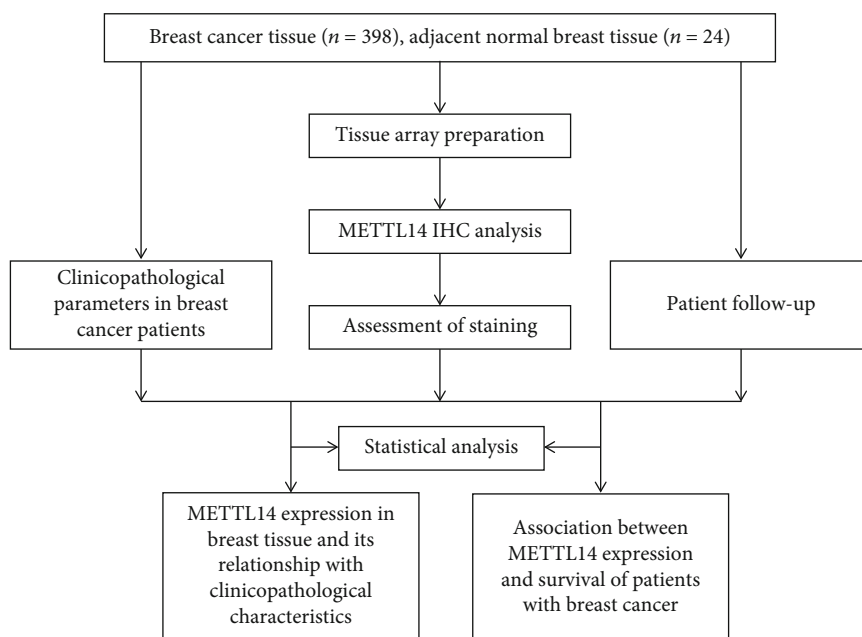 Breast cancer tissue (n = 398), adjacent normal breast tissue (n = 24)
Tissue array preparation
METTL14 IHC analysis
Clinicopathological
parameters in breast
cancer patients
Assessment of staining
Patient follow-up
Statistical analysis
METTL14 expression in
breast tissue and its
relationship with
clinicopathological
characteristics
Association between
METTL14 expression
and survival of patients
with breast cancer